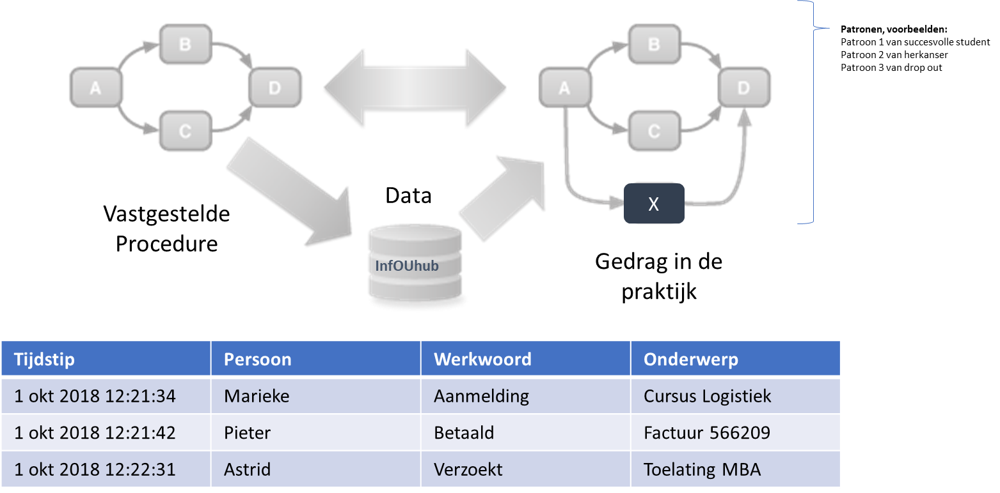 A
B
C
D
Vastgestelde
Procedure
Data
InfOUhub
A
B
C
D
X
Gedrag in de
praktijk
Patronen, voorbeelden:
Patroon 1 van succesvolle student
Patroon 2 van herkanser
Patroon 3 van drop out
Tijdstip Persoon Werkwoord Onderwerp
1 okt 2018 12:21:34 Marieke Aanmelding Cursus Logistiek
1 okt 2018 12:21:42 Pieter Betaald Factuur 566209
1 okt 2018 12:22:31 Astrid Verzoekt Toelating MBA